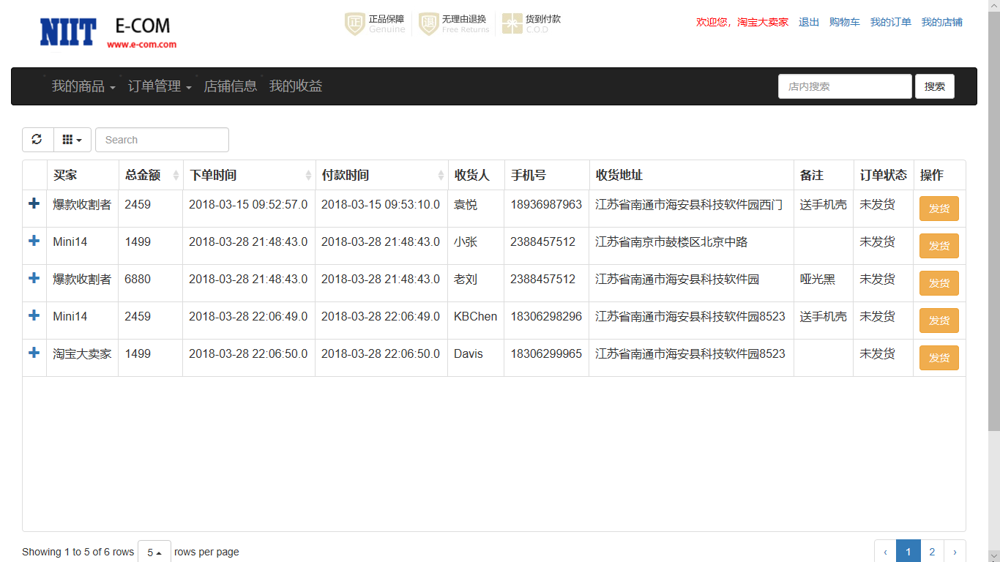 NIIT E-COM
www.e-com.com
正品保障
Genuine
无理由退换
Free Returns
货到付款
C.O.D
欢迎您，淘宝大卖家 退出 购物车 我的订单 我的店铺
我的商品 订单管理 店铺信息 我的收益 店内搜索 搜索
Search
买家 总金额 下单时间 付款时间 收货人 手机号 收货地址 备注 订单状态 操作
爆款收割者 2459 2018-03-15 09:52:57.0 2018-03-15 09:53:10.0 袁悦 18936987963 江苏省南通市海安县科技软件园西门 送手机壳 未发货 发货
Mini14 1499 2018-03-28 21:48:43.0 2018-03-28 21:48:43.0 小张 2388457512 江苏省南京市鼓楼区北京中路 未发货 发货
爆款收割者 6880 2018-03-28 21:48:43.0 2018-03-28 21:48:43.0 老刘 2388457512 江苏省南通市海安县科技软件园 哑光黑 未发货 发货
Mini14 2459 2018-03-28 22:06:49.0 2018-03-28 22:06:49.0 KBChen 18306298296 江苏省南通市海安县科技软件园8523 送手机壳 未发货 发货
淘宝大卖家 1499 2018-03-28 22:06:50.0 2018-03-28 22:06:50.0 Davis 18306299965 江苏省南通市海安县科技软件园8523 未发货 发货
Showing 1 to 5 of 6 rows 5 rows per page ‹ 1 2 ›